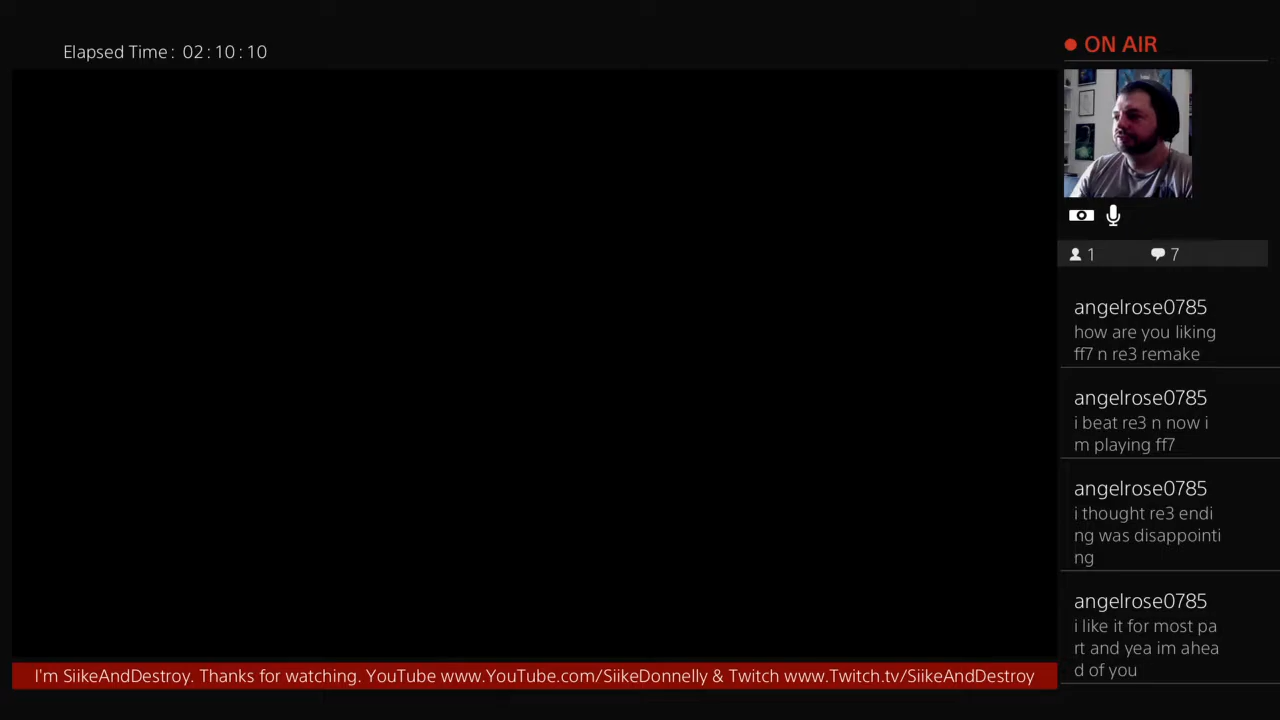 Elapsed Time: 02:10:10
ON AIR
1 7
angelrose0785
how are you liking
ff7 n re3 remake
angelrose0785
i beat re3 n now i
m playing ff7
angelrose0785
i thought re3 endi
ng was disappointi
ng
angelrose0785
i like it for most pa
rt and yea im ahea
d of you
I'm SiikeAndDestroy. Thanks for watching. YouTube www.YouTube.com/SiikeDonnelly & Twitch www.Twitch.tv/SiikeAndDestroy